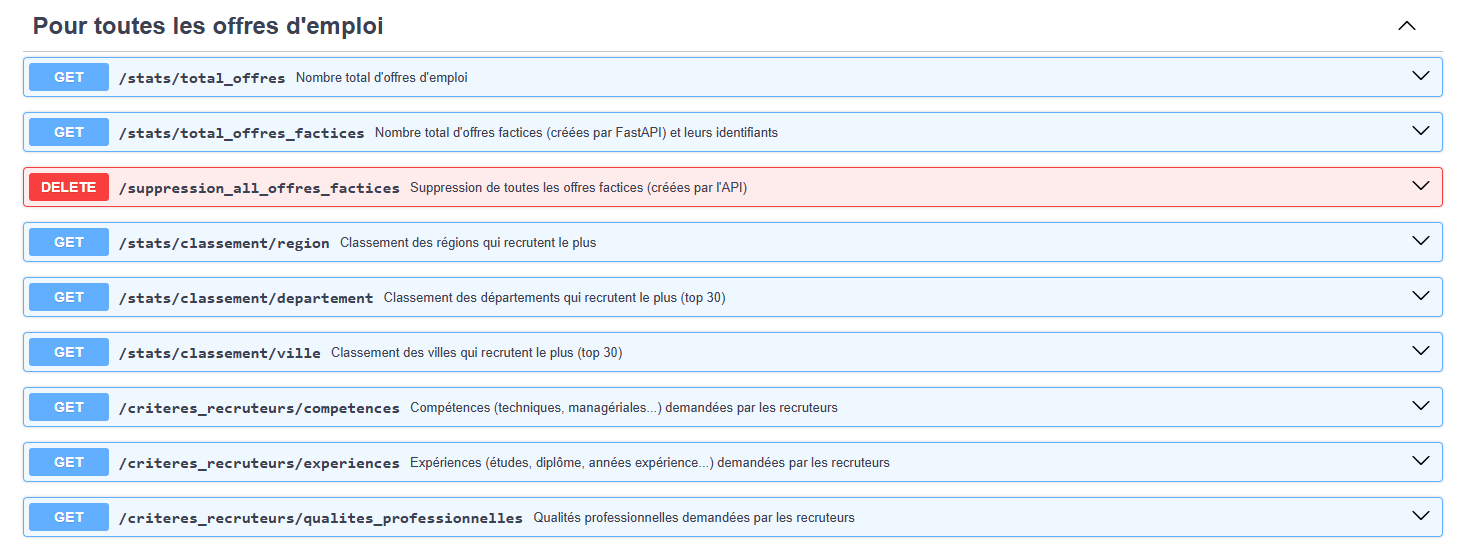 Pour toutes les offres d'emploi
GET /stats/total_offres Nombre total d'offres d'emploi
GET /stats/total_offres_factices Nombre total d'offres factices (créées par FastAPI) et leurs identifiants
DELETE /suppression_all_offres_factices Suppression de toutes les offres factices (créées par l'API)
GET /stats/classement/region Classement des régions qui recrutent le plus
GET /stats/classement/departement Classement des départements qui recrutent le plus (top 30)
GET /stats/classement/ville Classement des villes qui recrutent le plus (top 30)
GET /criteres_recruteurs/competences Compétences (techniques, managériales...) demandées par les recruteurs
GET /criteres_recruteurs/experiences Expériences (études, diplôme, années expérience...) demandées par les recruteurs
GET /criteres_recruteurs/qualites_professionnelles Qualités professionnelles demandées par les recruteurs